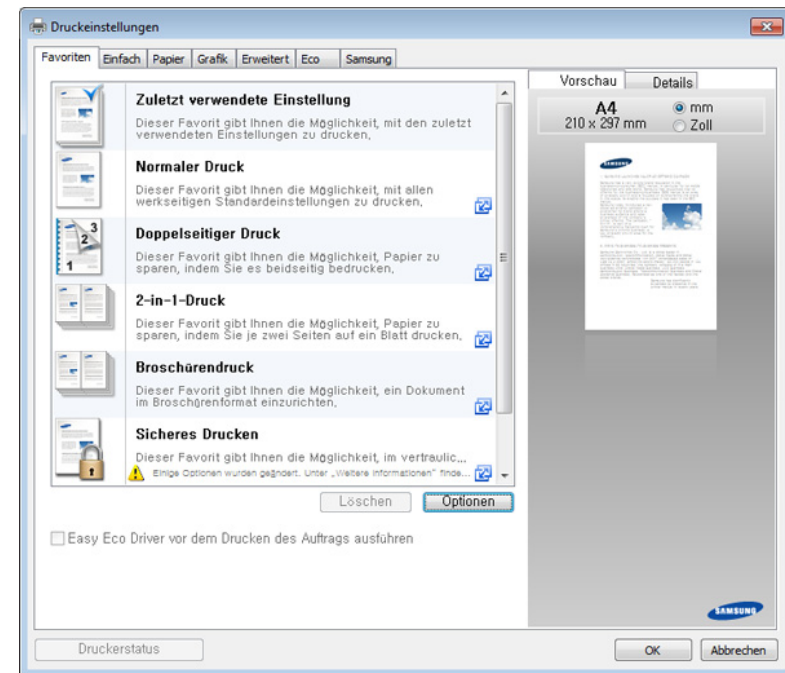 Druckeinstellungen
Favoriten Einfach Papier Grafik Erweitert Eco Samsung
Zuletzt verwendete Einstellung
Dieser Favorit gibt Ihnen die Möglichkeit, mit den zuletzt
verwendeten Einstellungen zu drucken,
Normaler Druck
Dieser Favorit gibt Ihnen die Möglichkeit, mit allen
werkseitigen Standardeinstellungen zu drucken,
1 2 3
Doppelseitiger Druck
Dieser Favorit gibt Ihnen die Möglichkeit, Papier zu
sparen, indem Sie es beidseitig bedrucken,
2-in-1-Druck
Dieser Favorit gibt Ihnen die Möglichkeit, Papier zu
sparen, indem Sie je zwei Seiten auf ein Blatt drucken,
Broschürendruck
Dieser Favorit gibt Ihnen die Möglichkeit, ein Dokument
im Broschürenformat einzurichten,
Sicheres Drucken
Dieser Favorit gibt Ihnen die Möglichkeit, im vertraulic...
Einige Optionen wurden geändert. Unter „Weitere Informationen" finde...
Löschen Optionen
Easy Eco Driver vor dem Drucken des Auftrags ausführen
Vorschau Details
A4 mm
210 x 297 mm Zoll
SAMSUNG
SAMSUNG
Druckerstatus OK Abbrechen